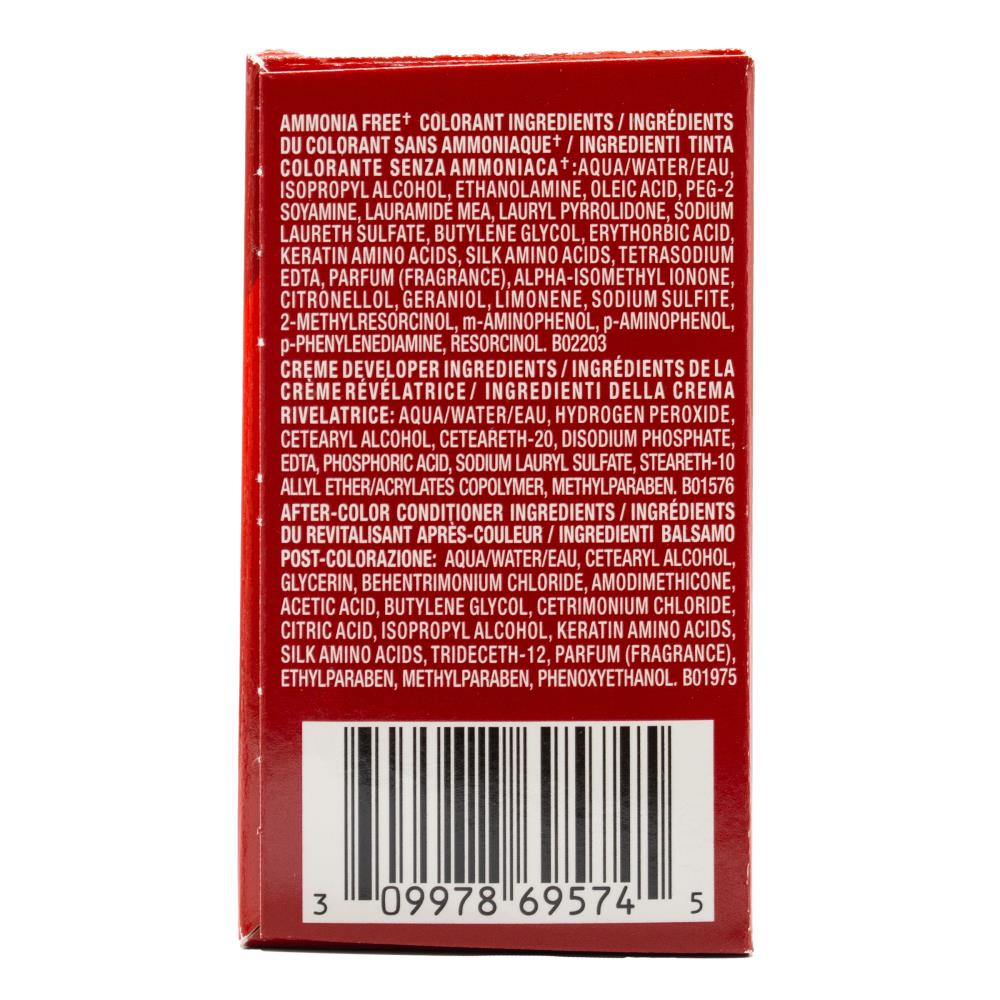 AMMONIA FREE† COLORANT INGREDIENTS / INGRÉDIENTS
DU COLORANT SANS AMMONIAQUE† / INGREDIENTI TINTA
COLORANTE SENZA AMMONIACA†:AQUA/WATER/EAU,
ISOPROPYL ALCOHOL, ETHANOLAMINE, OLEIC ACID, PEG-2
SOYAMINE, LAURAMIDE MEA, LAURYL PYRROLIDONE, SODIUM
LAURETH SULFATE, BUTYLENE GLYCOL, ERYTHORBIC ACID,
KERATIN AMINO ACIDS, SILK AMINO ACIDS, TETRASODIUM
EDTA, PARFUM (FRAGRANCE), ALPHA-ISOMETHYL IONONE,
CITRONELLOL, GERANIOL, LIMONENE, SODIUM SULFITE,
2-METHYLRESORCINOL, m-AMINOPHENOL, p-AMINOPHENOL,
p-PHENYLENEDIAMINE, RESORCINOL. B02203
CREME DEVELOPER INGREDIENTS / INGRÉDIENTS DE LA
CRÈME RÉVÉLATRICE / INGREDIENTI DELLA CREMA
RIVELATRICE: AQUA/WATER/EAU, HYDROGEN PEROXIDE,
CETEARYL ALCOHOL, CETEARETH-20, DISODIUM PHOSPHATE,
EDTA, PHOSPHORIC ACID, SODIUM LAURYL SULFATE, STEARETH-10
ALLYL ETHER/ACRYLATES COPOLYMER, METHYLPARABEN. B01576
AFTER-COLOR CONDITIONER INGREDIENTS / INGRÉDIENTS
DU REVITALISANT APRÈS-COULEUR / INGREDIENTI BALSAMO
POST-COLORAZIONE: AQUA/WATER/EAU, CETEARYL ALCOHOL,
GLYCERIN, BEHENTRIMONIUM CHLORIDE, AMODIMETHICONE,
ACETIC ACID, BUTYLENE GLYCOL, CETRIMONIUM CHLORIDE,
CITRIC ACID, ISOPROPYL ALCOHOL, KERATIN AMINO ACIDS,
SILK AMINO ACIDS, TRIDECETH-12, PARFUM (FRAGRANCE),
ETHYLPARABEN, METHYLPARABEN, PHENOXYETHANOL. B01975
3 09978 69574 5